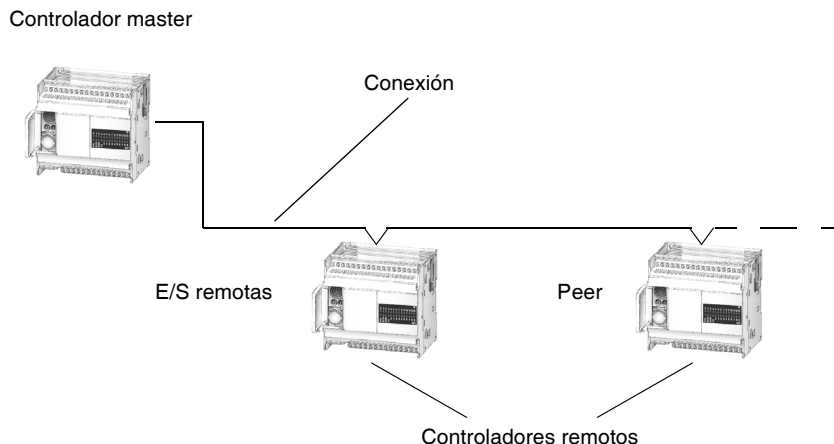 Controlador master
Conexión
E/S remotas
Peer
Controladores remotos